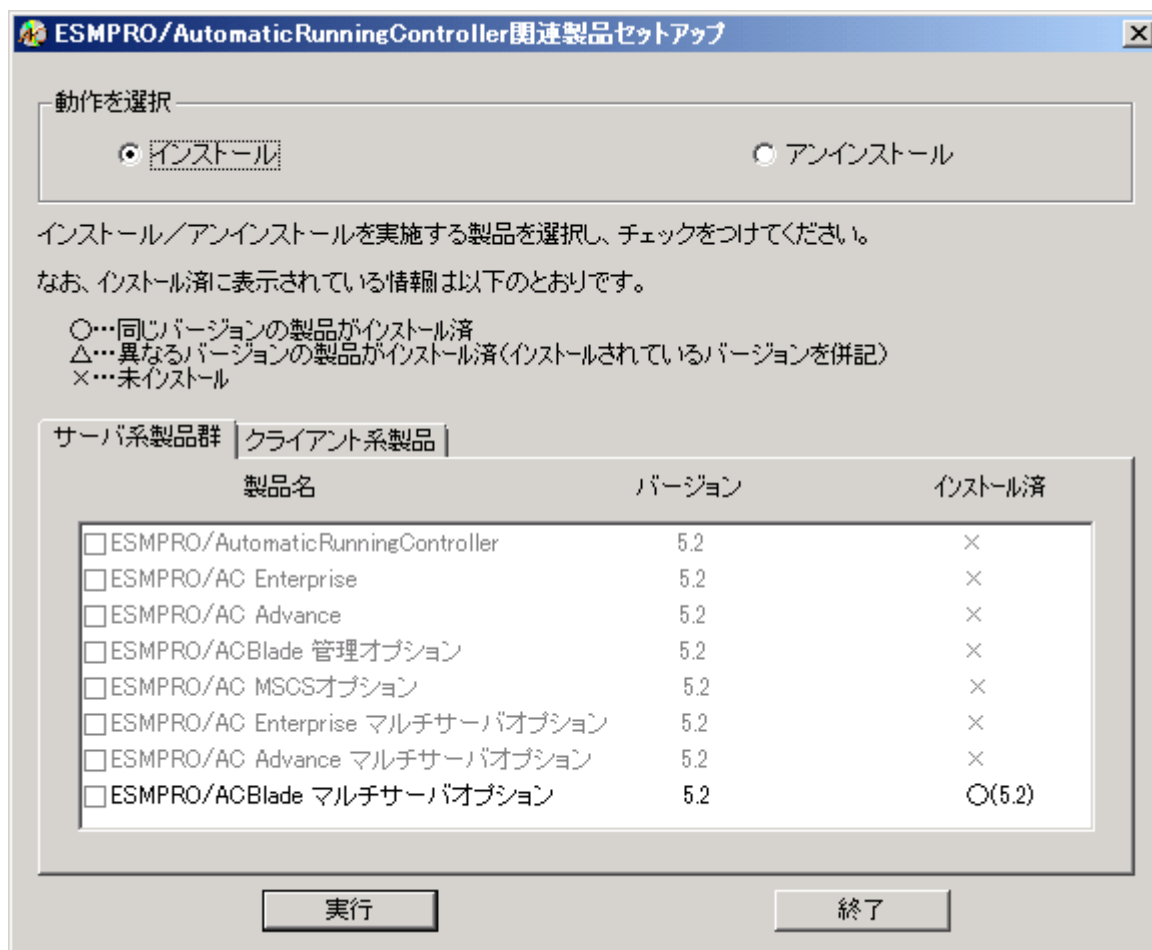 ESMPRO/AutomaticRunningController関連製品セットアップ
動作を選択
インストール アンインストール
インストール／アンインストールを実施する製品を選択し、チェックをつけてください。
なお、インストール済に表示されている情報は以下のとおりです。
○…同じバージョンの製品がインストール済
△…異なるバージョンの製品がインストール済(インストールされているバージョンを併記)
×…未インストール
サーバ系製品群 クライアント系製品
製品名 バージョン インストール済
ESMPRO/AutomaticRunningController 5.2 ×
ESMPRO/AC Enterprise 5.2 ×
ESMPRO/AC Advance 5.2 ×
ESMPRO/ACBlade 管理オプション 5.2 ×
ESMPRO/AC MSCSオプション 5.2 ×
ESMPRO/AC Enterprise マルチサーバオプション 5.2 ×
ESMPRO/AC Advance マルチサーバオプション 5.2 ×
ESMPRO/ACBlade マルチサーバオプション 5.2 ○(5.2)
実行 終了